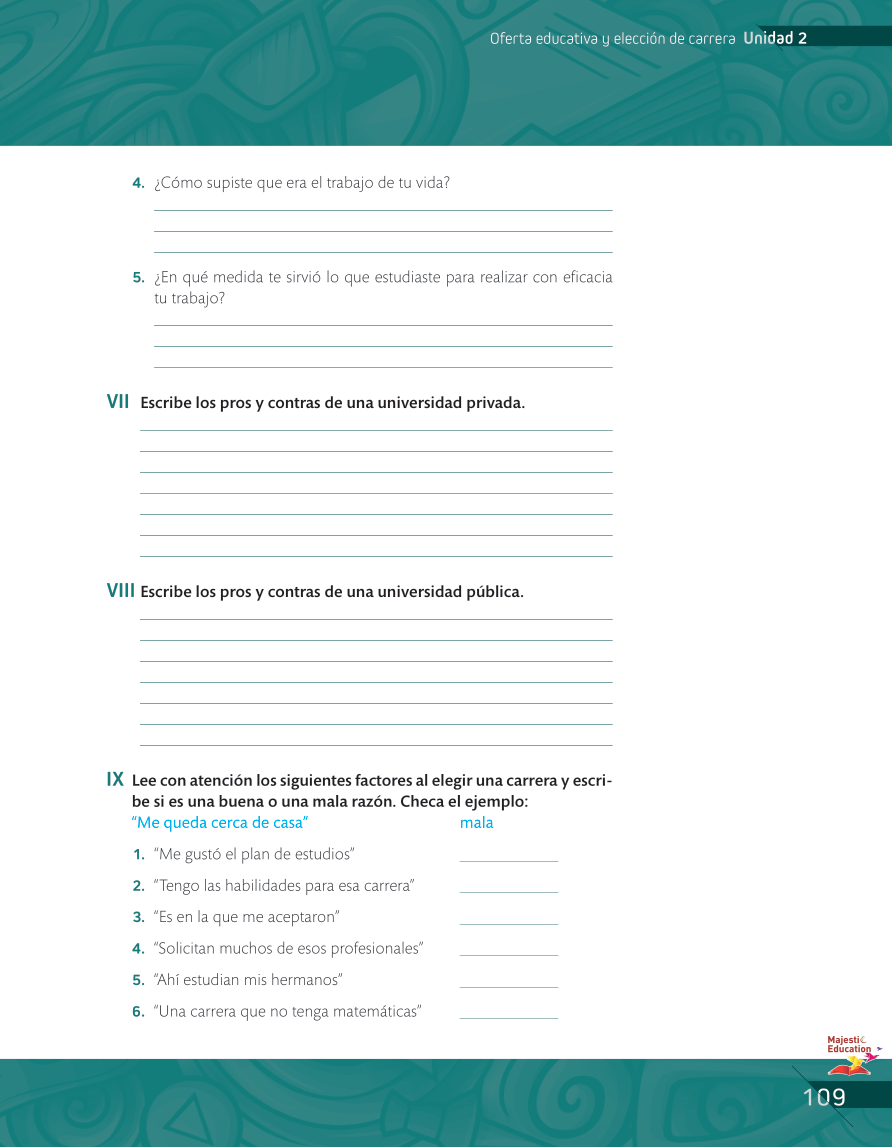 Oferta educativa y elección de carrera Unidad 2
4. ¿Cómo supiste que era el trabajo de tu vida?
5. ¿En qué medida te sirvió lo que estudiaste para realizar con eficacia
tu trabajo?
VII Escribe los pros y contras de una universidad privada.
VIII Escribe los pros y contras de una universidad pública.
IX Lee con atención los siguientes factores al elegir una carrera y escri-
be si es una buena o una mala razón. Checa el ejemplo:
“Me queda cerca de casa” mala
1. “Me gustó el plan de estudios”
2. “Tengo las habilidades para esa carrera”
3. “Es en la que me aceptaron”
4. “Solicitan muchos de esos profesionales”
5. “Ahí estudian mis hermanos”
6. “Una carrera que no tenga matemáticas”
Majestic
Education
109